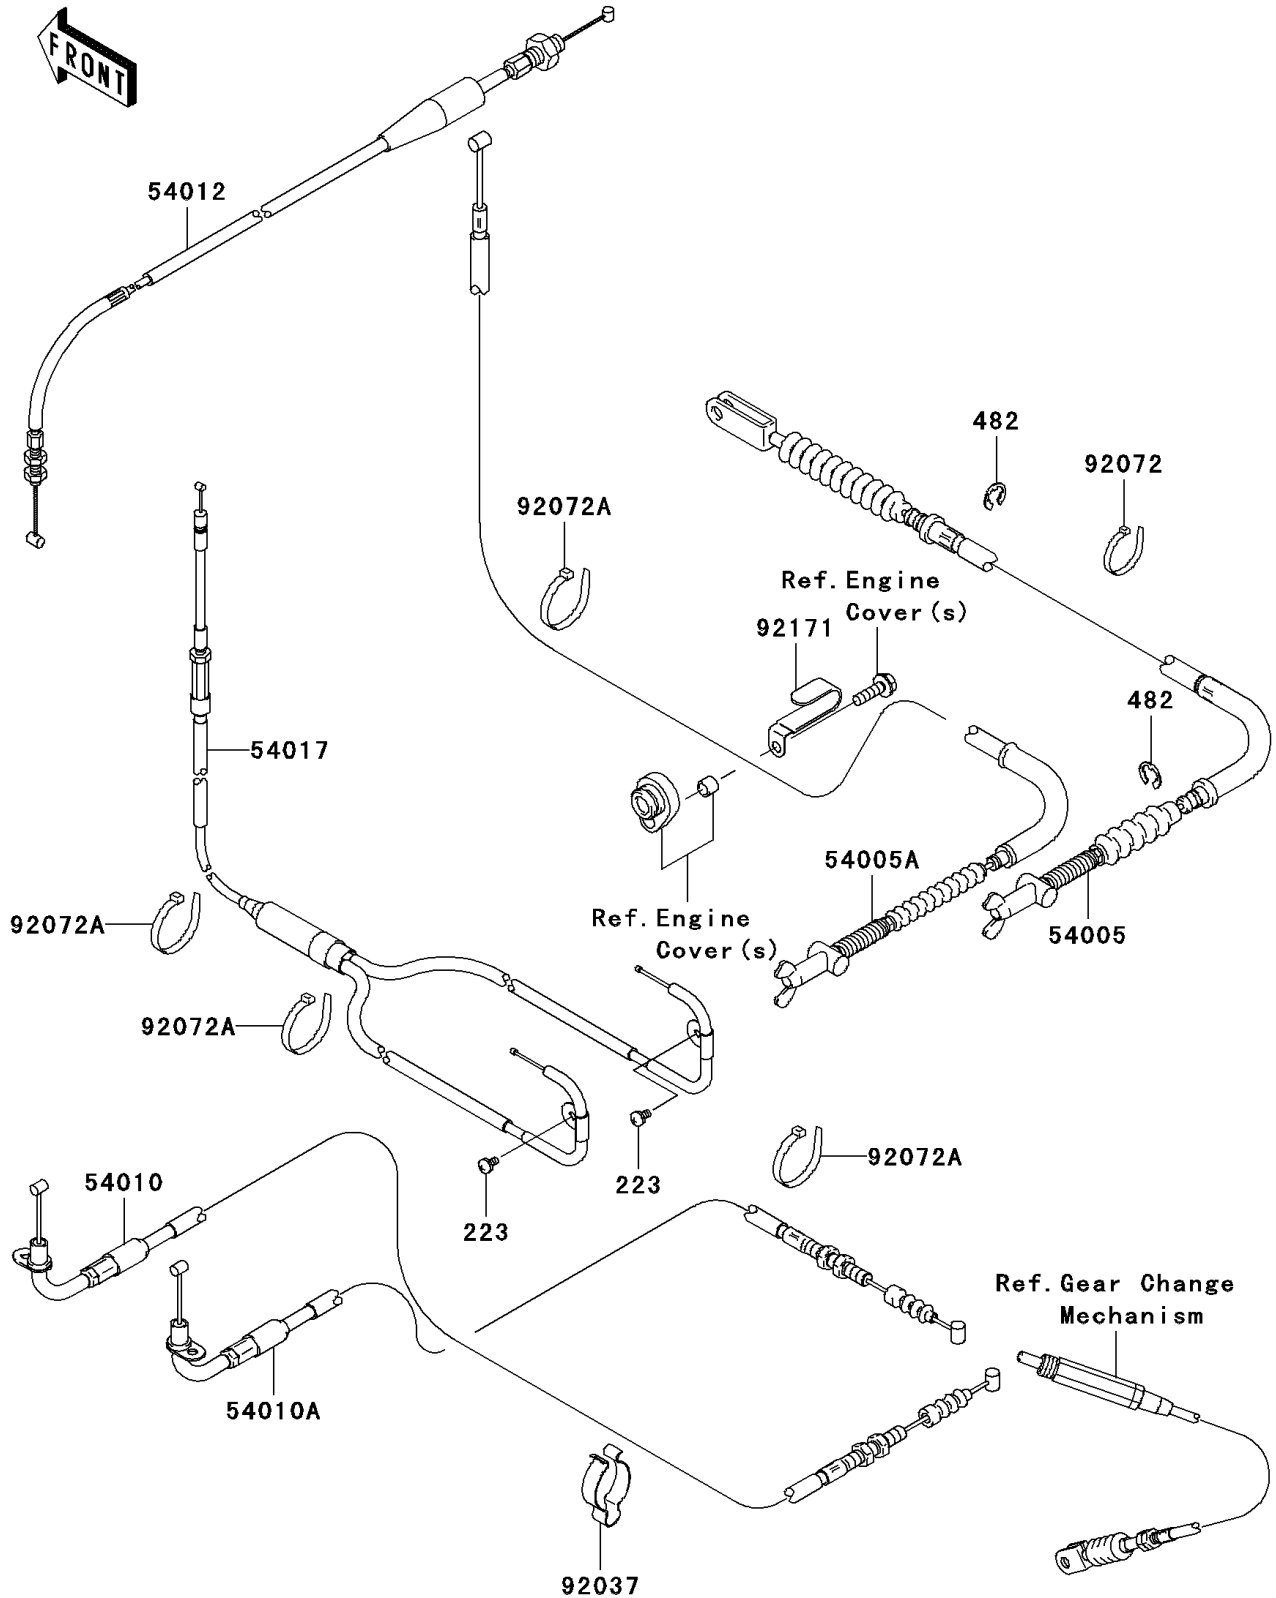 FRONT
54012
482
92072
92072A
Ref.Engine
Cover(s)
92171
482
54017
54005A
92072A
Ref.Engine
Cover(s)
54005
92072A
92072A
54010
223
223
Ref.Gear Change
Mechanism
54010A
92037